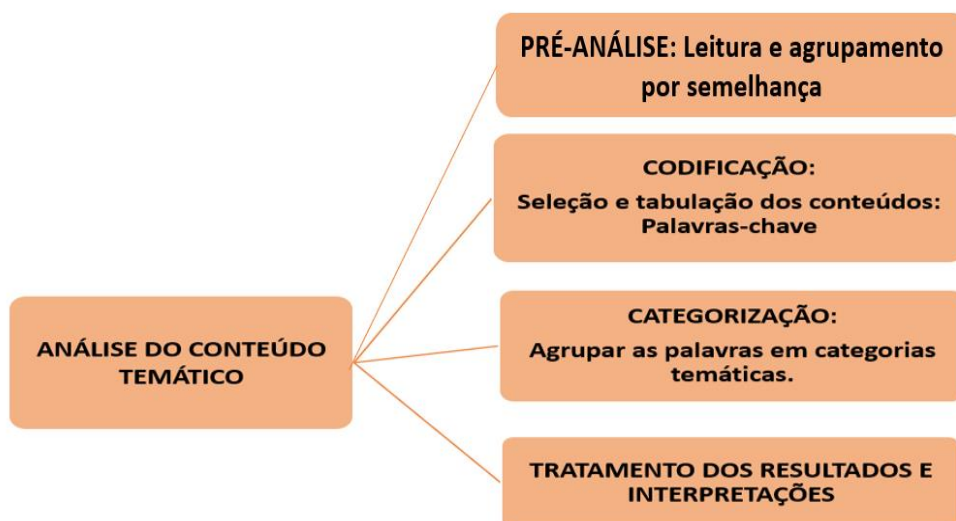 PRÉ-ANÁLISE: Leitura e agrupamento
por semelhança
CODIFICAÇÃO:
Seleção e tabulação dos conteúdos:
Palavras-chave
ANÁLISE DO CONTEÚDO
TEMÁTICO
CATEGORIZAÇÃO:
Agrupar as palavras em categorias
temáticas.
TRATAMENTO DOS RESULTADOS E
INTERPRETAÇÕES